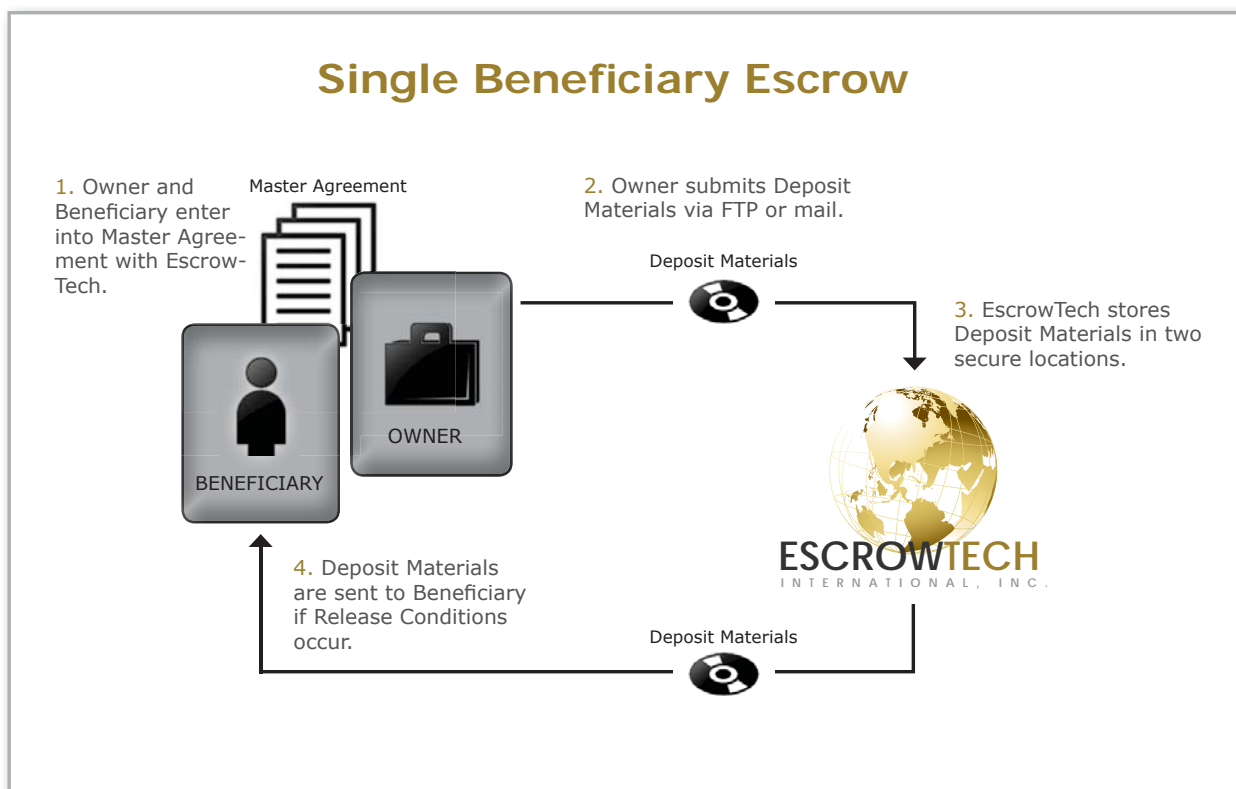 Single Beneficiary Escrow
1. Owner and
Beneficiary enter
into Master Agree-
ment with Escrow-
Tech.
Master Agreement
BENEFICIARY
OWNER
2. Owner submits Deposit
Materials via FTP or mail.
Deposit Materials
3. EscrowTech stores
Deposit Materials in two
secure locations.
ESCROWTECH
INTERNATIONAL, INC.
4. Deposit Materials
are sent to Beneficiary
if Release Conditions
occur.
Deposit Materials